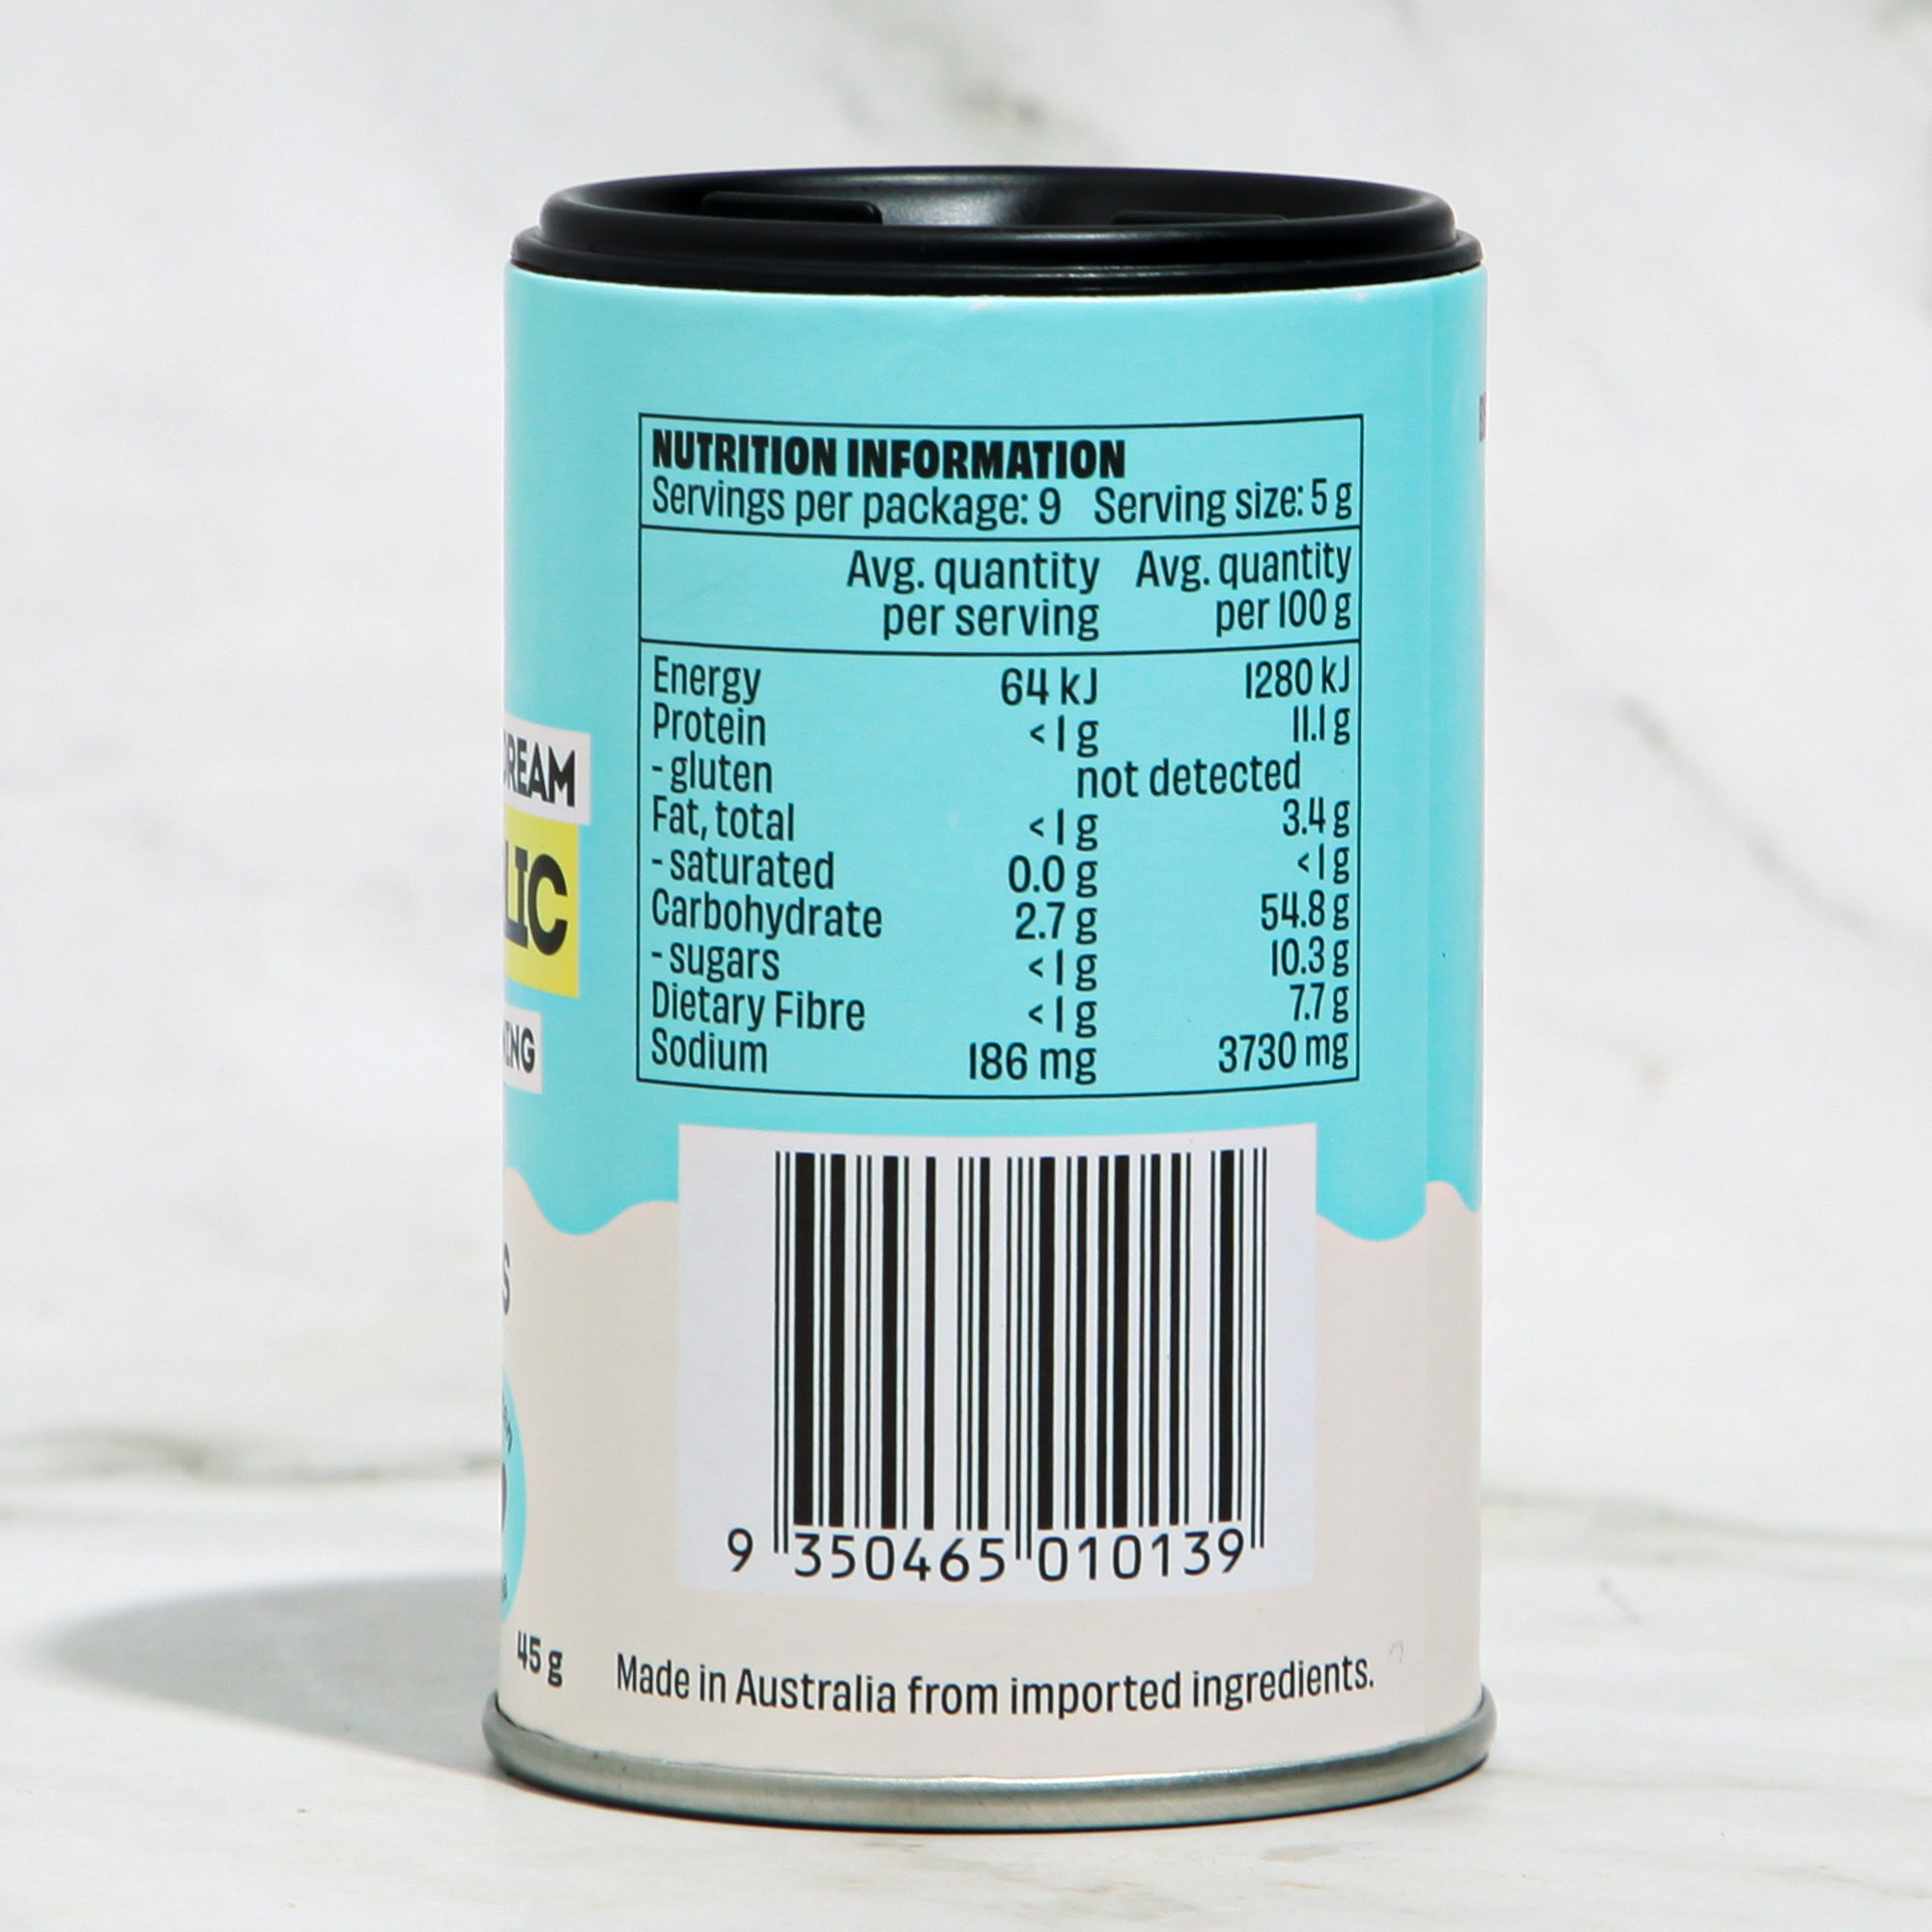 NUTRITION INFORMATION
Servings per package: 9 Serving size: 5 g
Avg. quantity per serving Avg. quantity per 100 g
Energy 64 kJ 1280 kJ
Protein <1 g 11.1 g
- gluten not detected
Fat, total <1 g 3.4 g
- saturated 0.0 g <1 g
Carbohydrate 2.7 g 54.8 g
- sugars <1 g 10.3 g
Dietary Fibre <1 g 7.7 g
Sodium 186 mg 3730 mg
9 350465 010139
45 g
Made in Australia from imported ingredients.